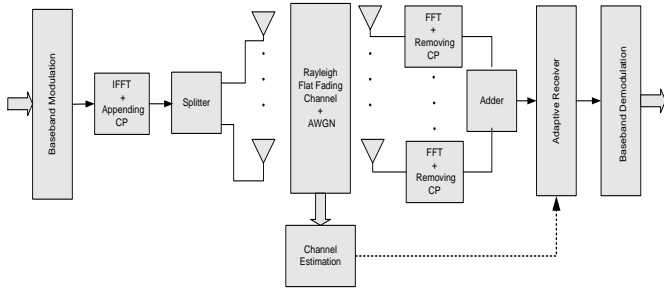 Baseband Modulation
IFFT
+
Appending
CP
Splitter
Rayleigh
Flat Fading
Channel
+
AWGN
FFT
+
Removing
CP
FFT
+
Removing
CP
Adder
Adaptive Receiver
Baseband Demodulation
Channel
Estimation